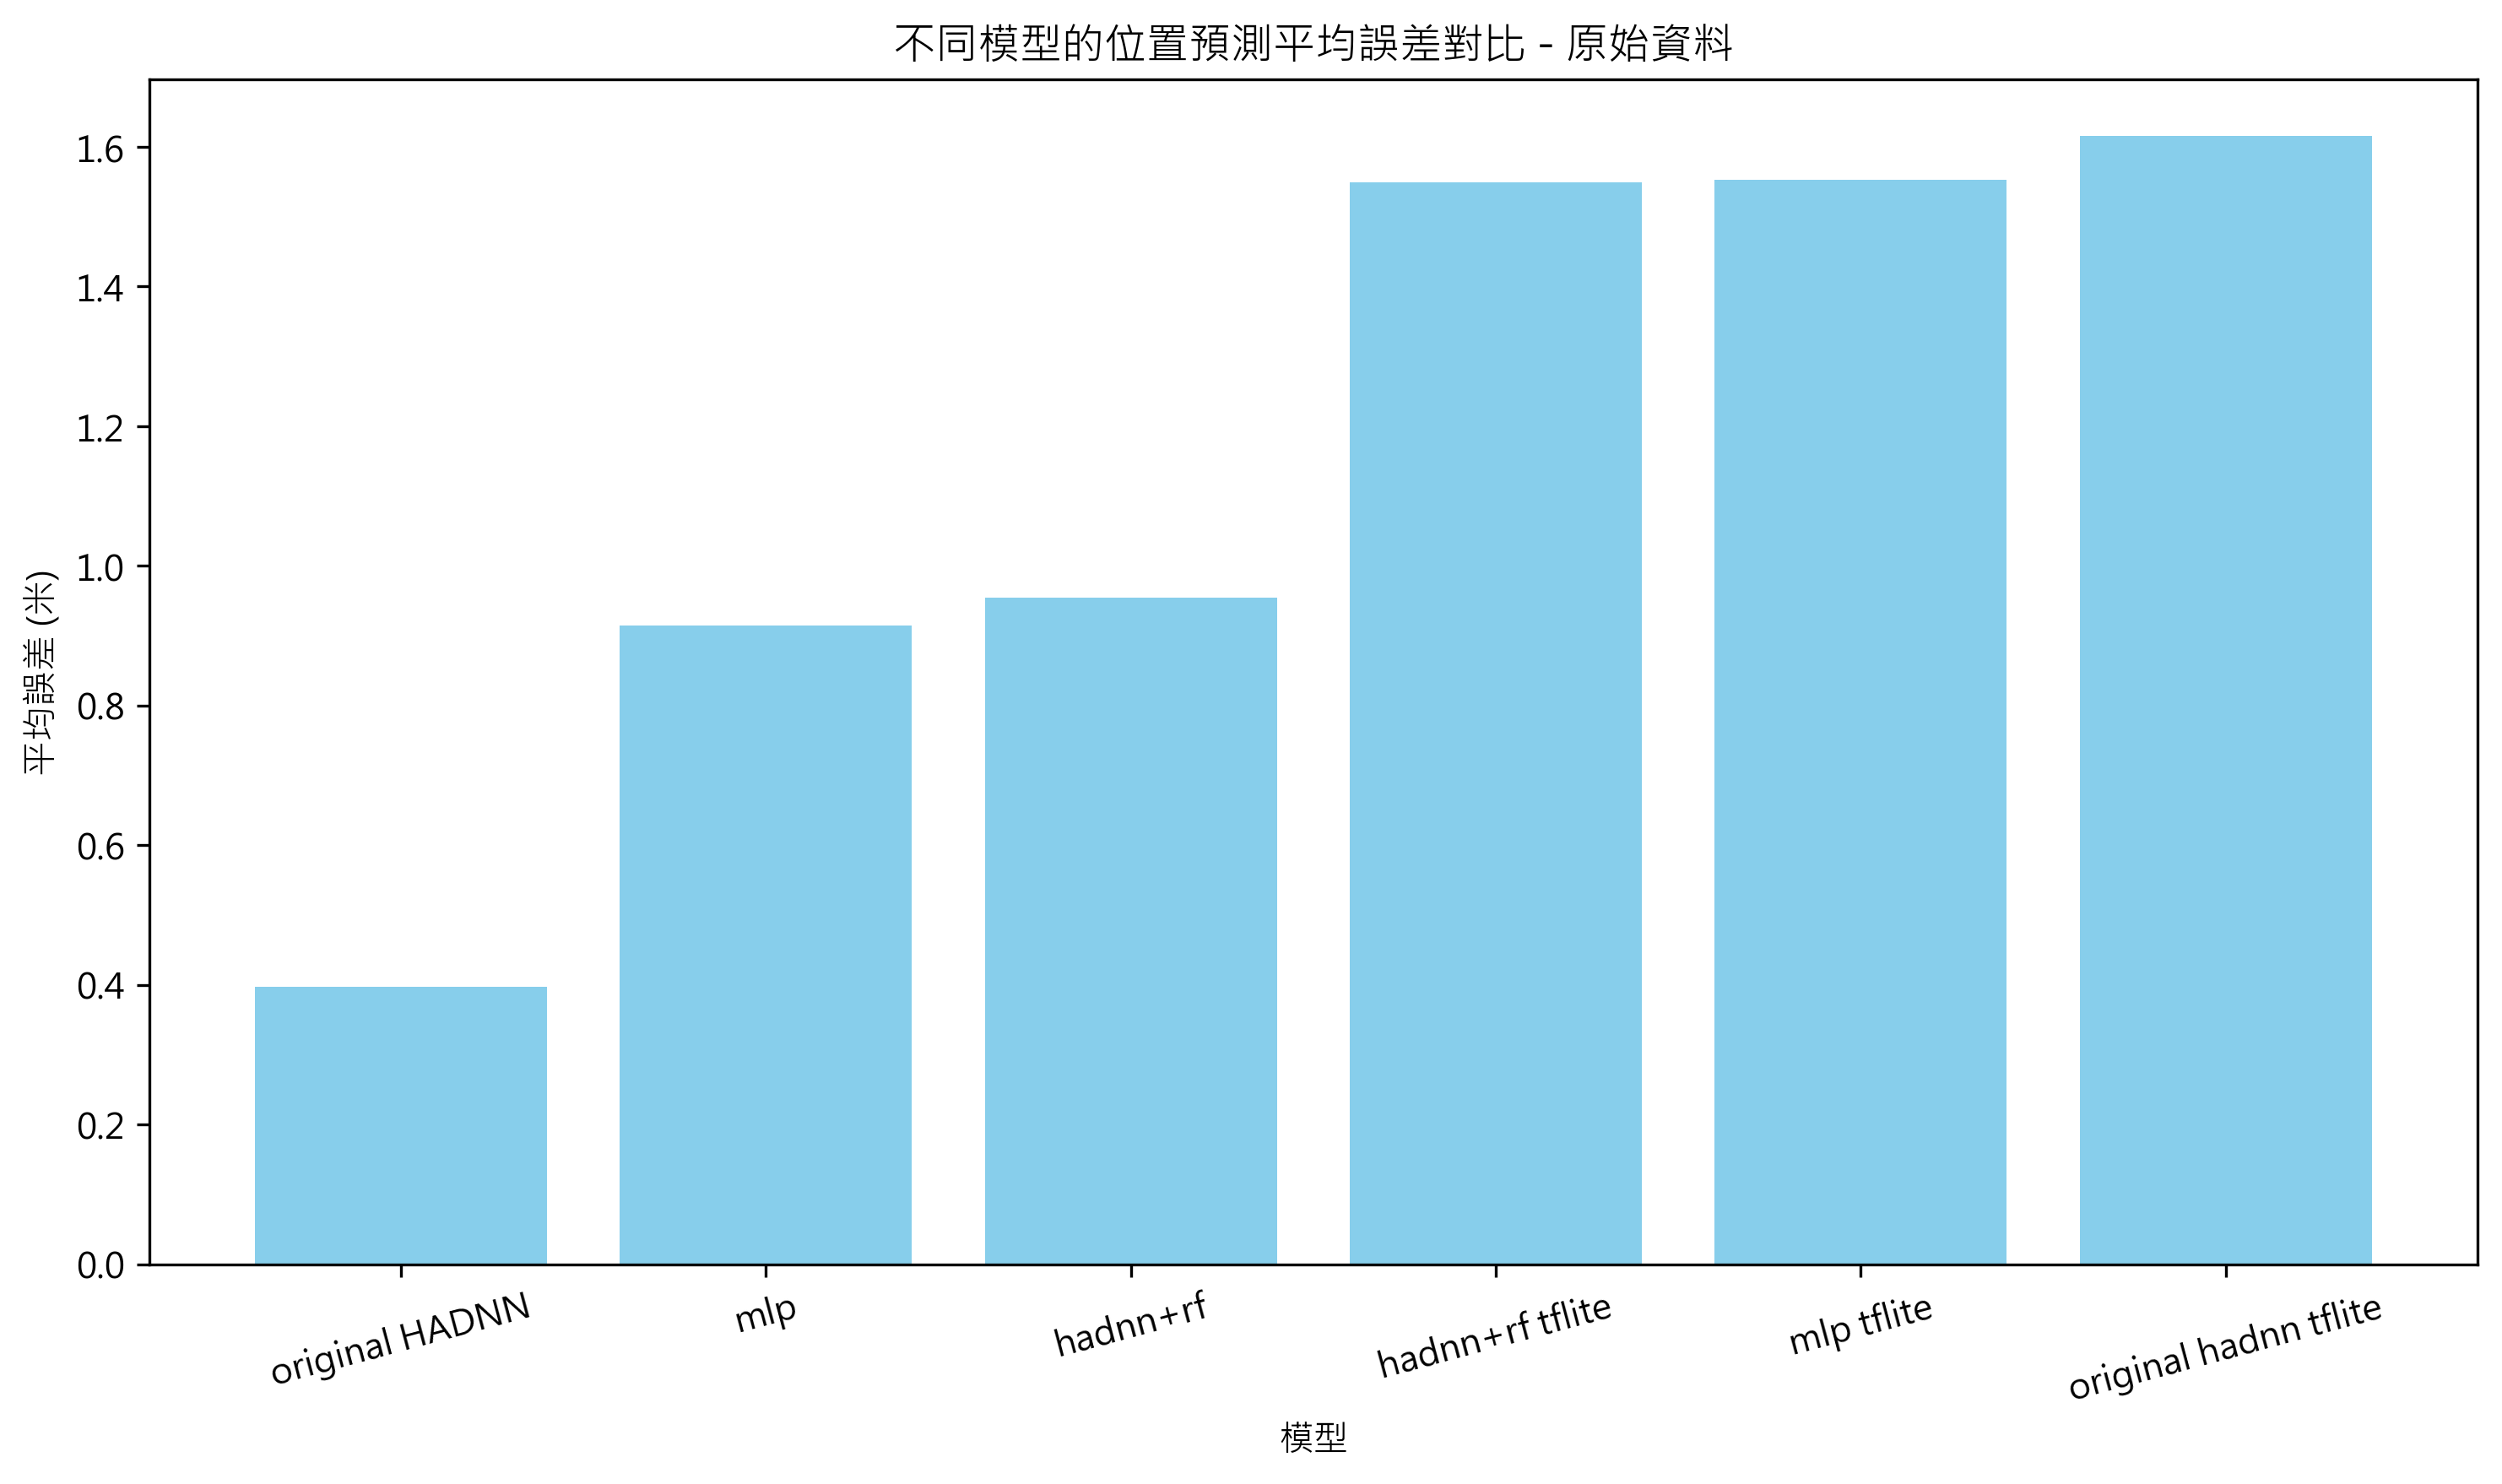 不同模型的位置預測平均誤差對比 - 原始資料
平均誤差 (米)
1.6
1.4
1.2
1.0
0.8
0.6
0.4
0.2
0.0
original HADNN
mlp
hadnn+rf
hadnn+rf tflite
mlp tflite
original hadnn tflite
模型